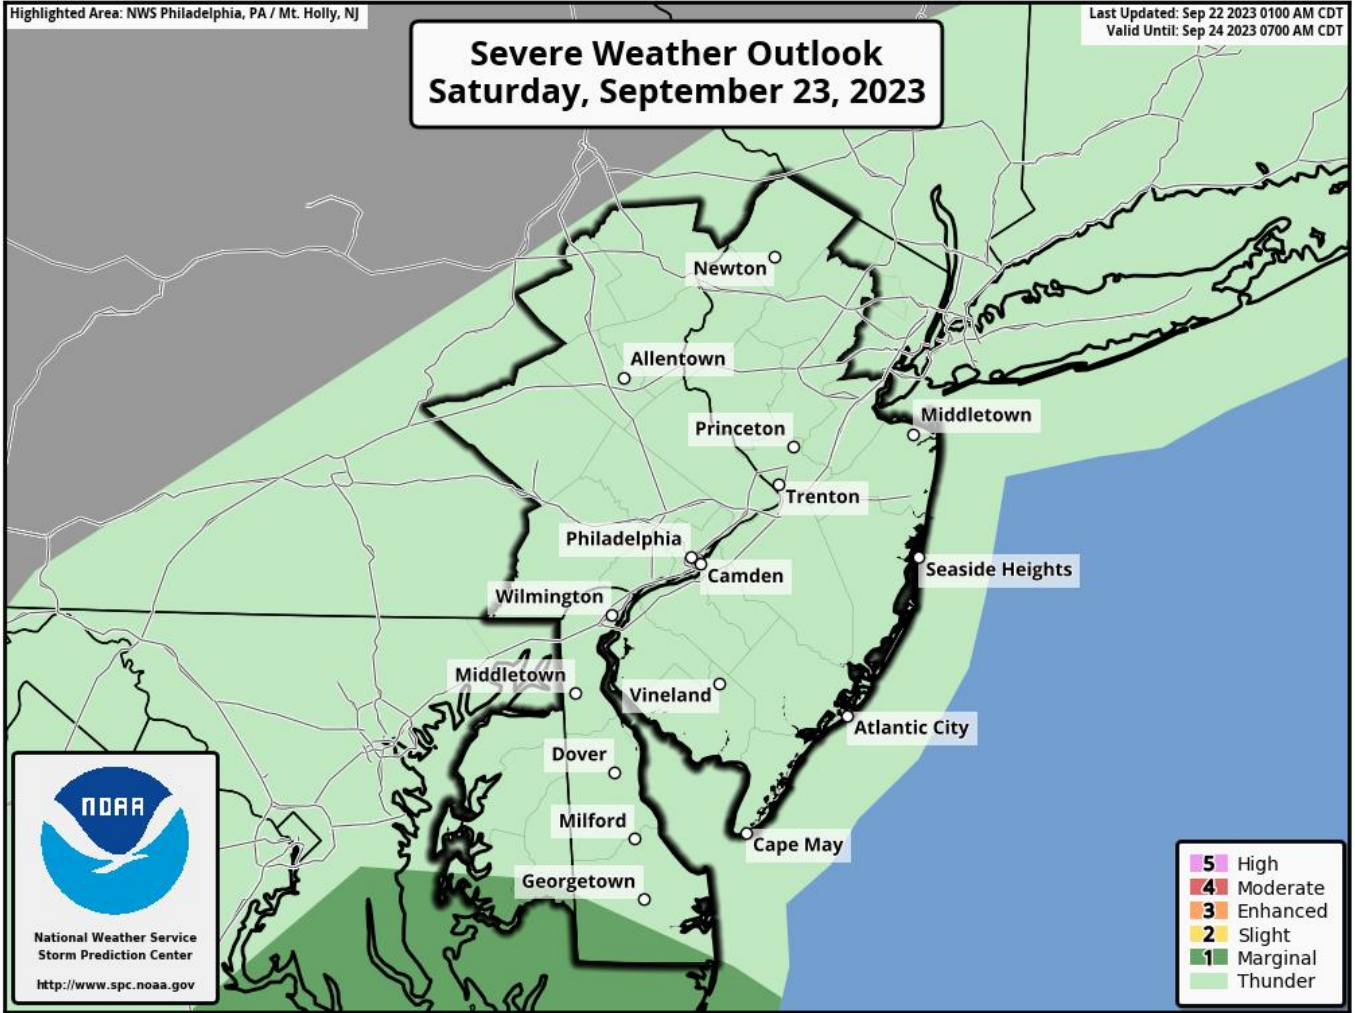 Highlighted Area: NWS Philadelphia, PA / Mt. Holly, NJ
Last Updated: Sep 22 2023 0100 AM CDT
Valid Until: Sep 24 2023 0700 AM CDT
Severe Weather Outlook
Saturday, September 23, 2023
Newton
Allentown
Middletown
Princeton
Trenton
Philadelphia
Seaside Heights
Camden
Wilmington
Middletown
Vineland
Atlantic City
Dover
Milford
Cape May
Georgetown
NOAA
National Weather Service
Storm Prediction Center
http://www.spc.noaa.gov
5 High
4 Moderate
3 Enhanced
2 Slight
1 Marginal
Thunder